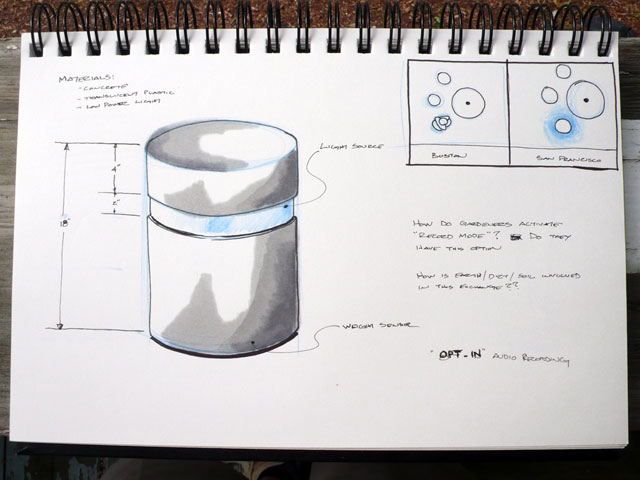 MATERIALS:
- CONCRETE
- TRANSLUCENT PLASTIC
- LOW POWER LIGHT
4"
2"
18"
LIGHT SOURCE
WEIGHT SENSOR
BOSTON
SAN FRANCISCO
HOW DO GARDENERS ACTIVATE
"RECORD MODE"? DO THEY
HAVE THIS OPTION
HOW IS EARTH/DIRT/SOIL INVOLVED
IN THIS EXCHANGE??
"OPT-IN" AUDIO RECORDING